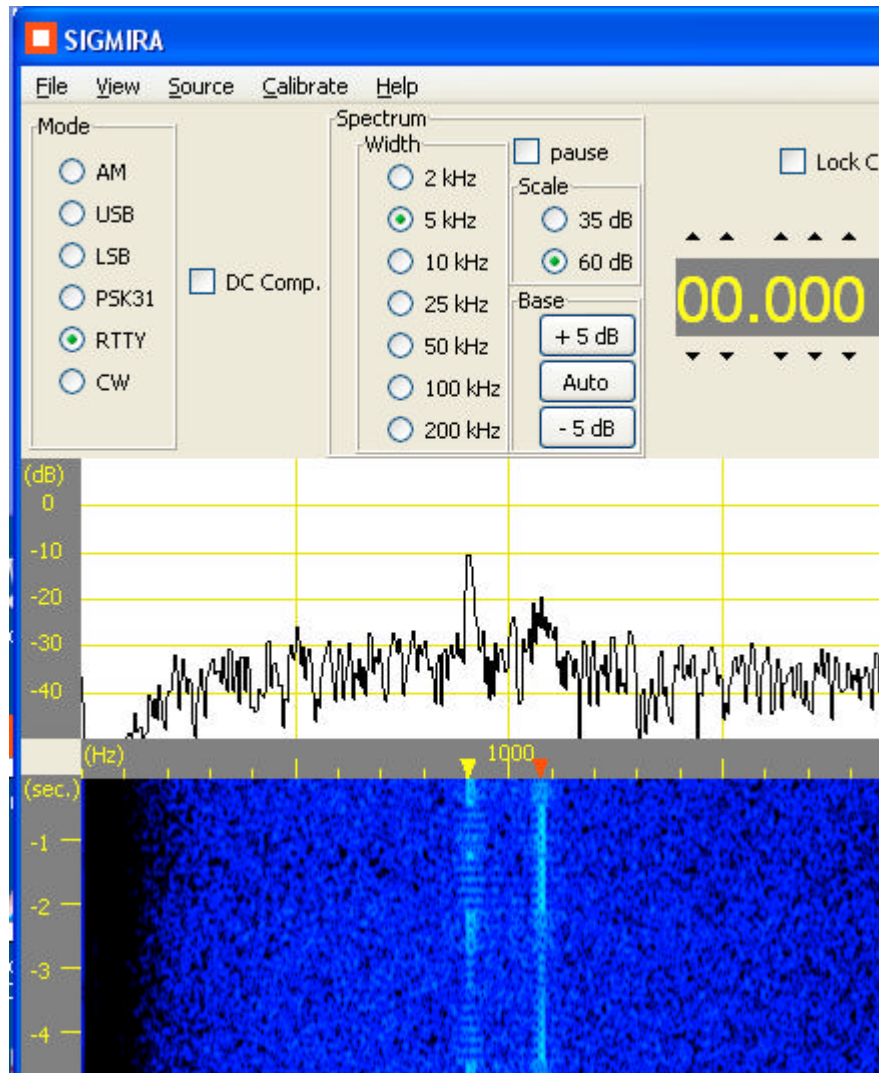 SIGMIRA
File View Source Calibrate Help
Mode
AM
USB
LSB
PSK31
RTTY
CW
DC Comp.
Spectrum
Width
2 kHz
5 kHz
10 kHz
25 kHz
50 kHz
100 kHz
200 kHz
pause
Scale
35 dB
60 dB
Base
+ 5 dB
Auto
- 5 dB
Lock C
00.000
(dB)
0
-10
-20
-30
-40
(Hz) 1000
(sec.)
-1
-2
-3
-4